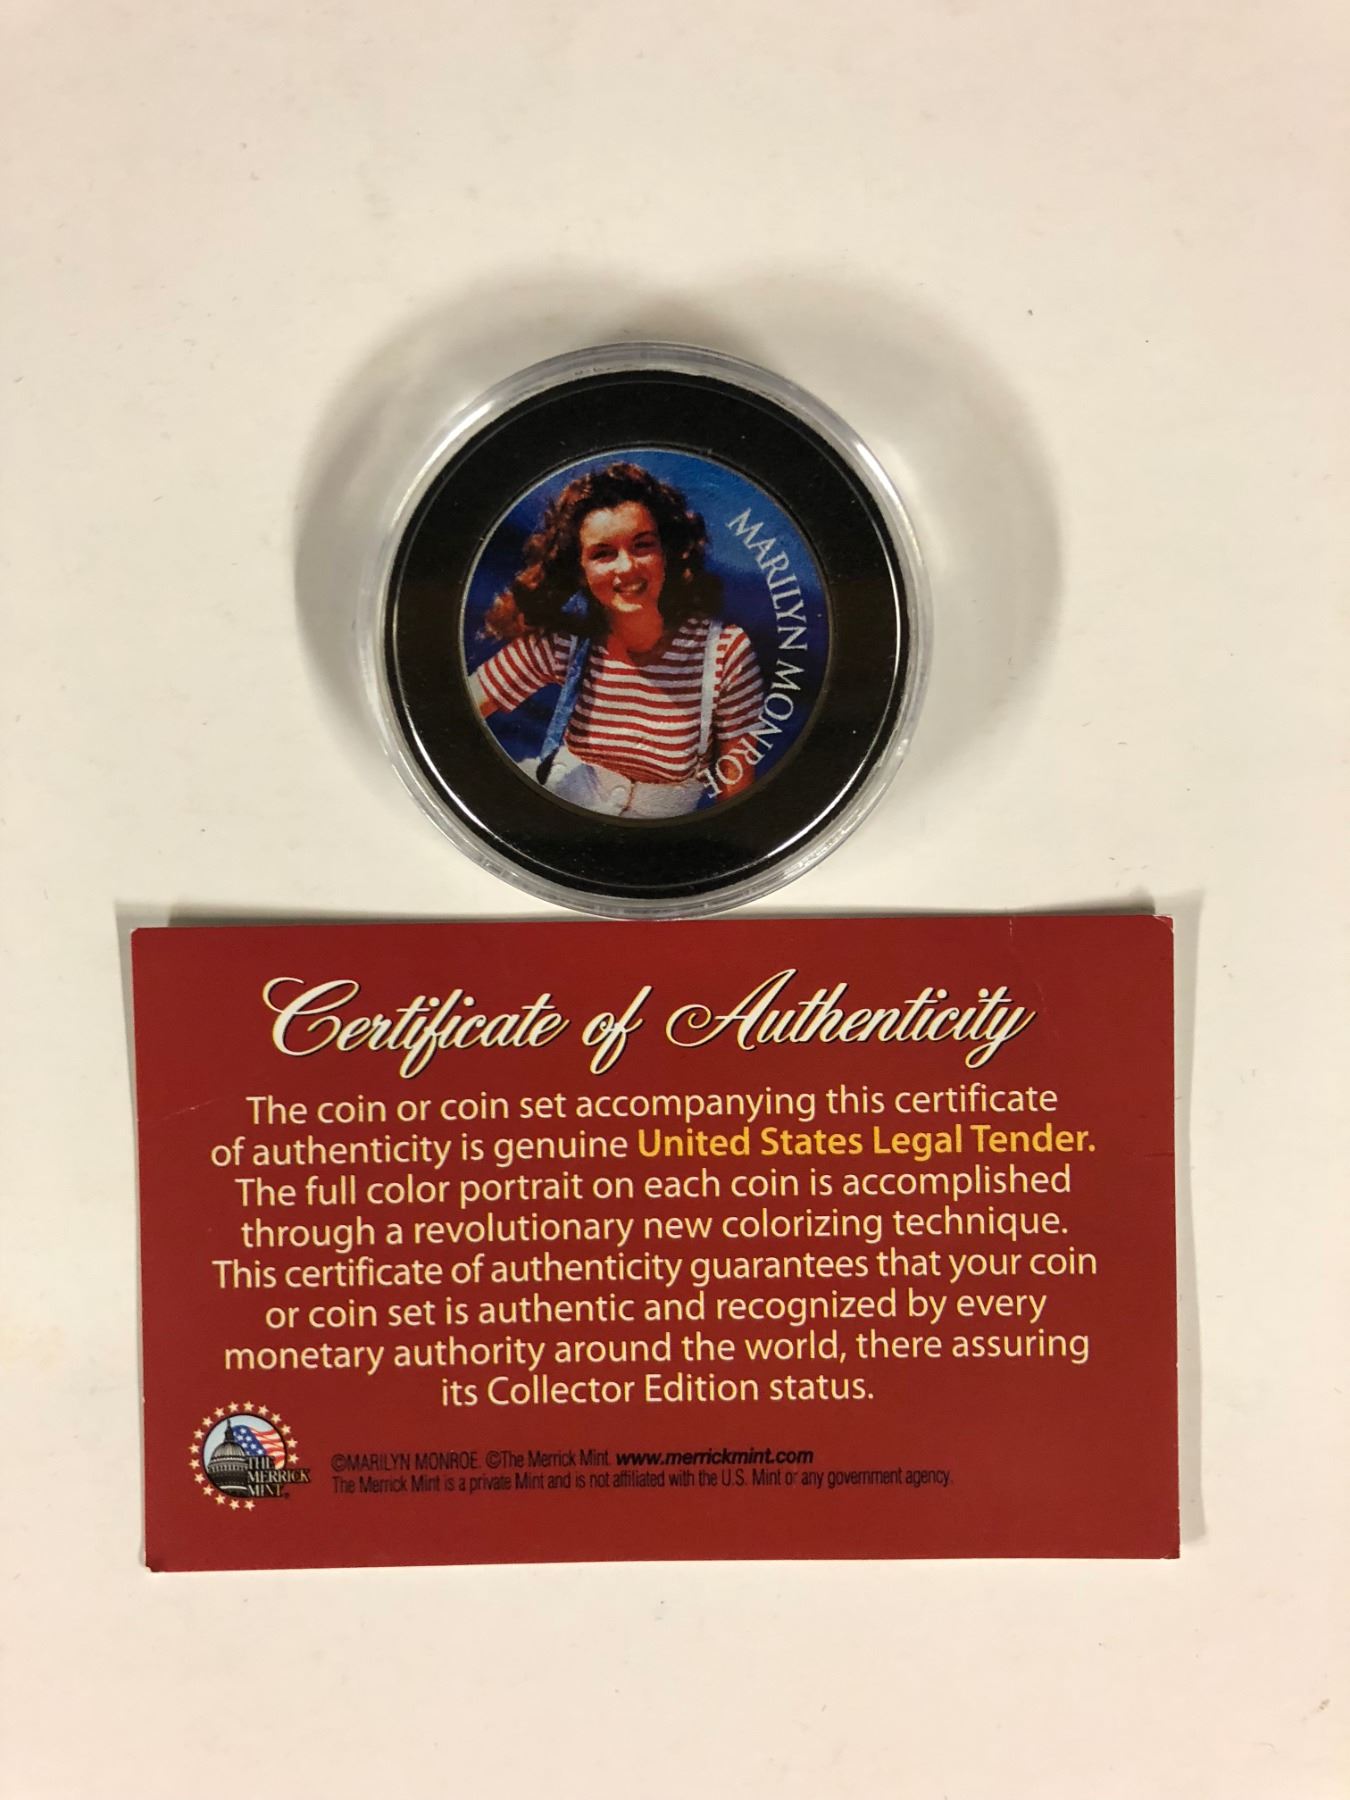 MARILYN MONROE
Certificate of Authenticity
The coin or coin set accompanying this certificate
of authenticity is genuine United States Legal Tender.
The full color portrait on each coin is accomplished
through a revolutionary new colorizing technique.
This certificate of authenticity guarantees that your coin
or coin set is authentic and recognized by every
monetary authority around the world, there assuring
its Collector Edition status.
THE
MERRICK
MINT
©MARILYN MONROE. ©The Merrick Mint. www.merrickmint.com
The Merrick Mint is a private Mint and is not affiliated with the U.S. Mint or any government agency.